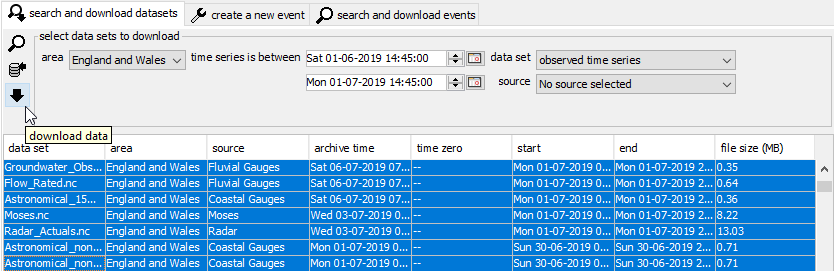 search and download datasets create a new event search and download events
select data sets to download
area England and Wales time series is between Sat 01-06-2019 14:45:00 data set observed time series
Mon 01-07-2019 14:45:00 source No source selected
download data
data set area source archive time time zero start end file size (MB)
Groundwater_Obs... England and Wales Fluvial Gauges Sat 06-07-2019 07... -- Mon 01-07-2019 0... Mon 01-07-2019 2... 0.35
Flow_Rated.nc England and Wales Fluvial Gauges Sat 06-07-2019 07... -- Mon 01-07-2019 0... Mon 01-07-2019 2... 0.64
Astronomical_15... England and Wales Coastal Gauges Sat 06-07-2019 07... -- Mon 01-07-2019 0... Mon 01-07-2019 2... 0.36
Moses.nc England and Wales Moses Wed 03-07-2019 0... -- Mon 01-07-2019 0... Mon 01-07-2019 2... 8.22
Radar_Actuals.nc England and Wales Radar Wed 03-07-2019 0... -- Mon 01-07-2019 0... Mon 01-07-2019 2... 13.03
Astronomical_non... England and Wales Coastal Gauges Mon 01-07-2019 0... -- Sun 30-06-2019 0... Sun 30-06-2019 2... 0.71
Astronomical_non... England and Wales Coastal Gauges Mon 01-07-2019 0... -- Sun 30-06-2019 0... Sun 30-06-2019 2... 0.71